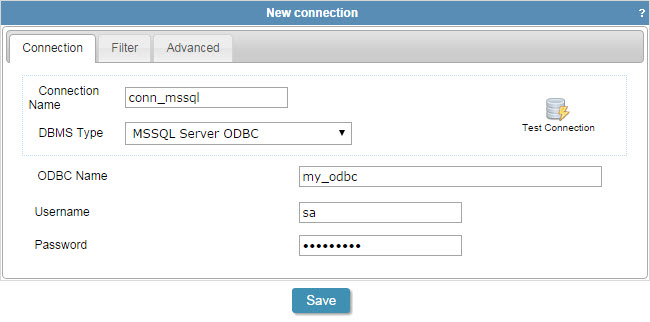 New connection ?
Connection Filter Advanced
Connection
Name conn_mssql
DBMS Type MSSQL Server ODBC
Test Connection
ODBC Name my_odbc
Username sa
Password •••••••••
Save